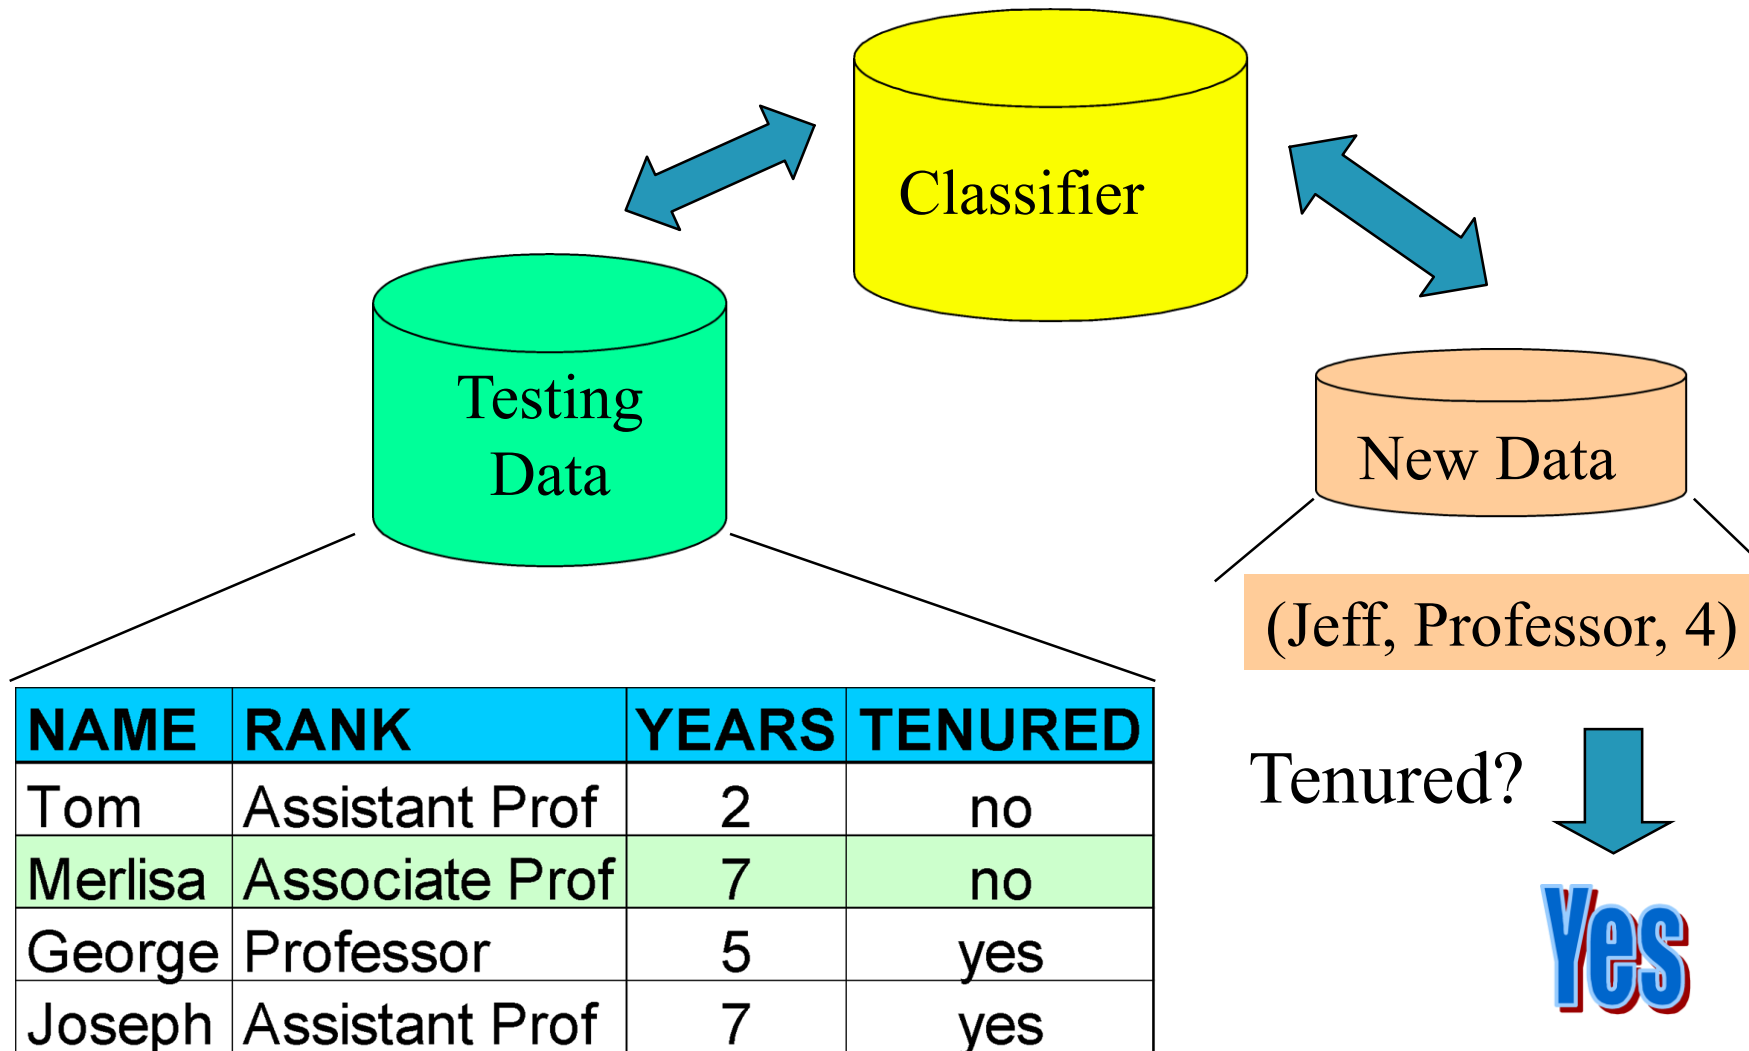 Classifier
Testing
Data
New Data
(Jeff, Professor, 4)
NAME RANK YEARS TENURED
Tom Assistant Prof 2 no
Merlisa Associate Prof 7 no
George Professor 5 yes
Joseph Assistant Prof 7 yes
Tenured?
Yes